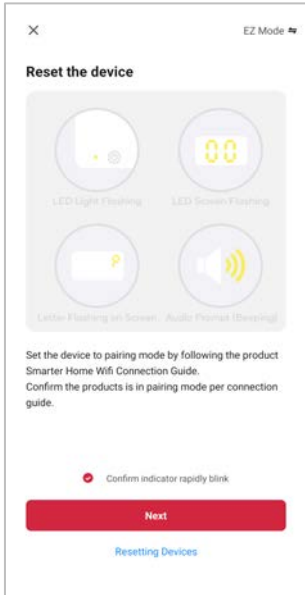 EZ Mode ⇋
Reset the device
LED Light Flashing
LED Screen Flashing
Letter Flashing on Screen
Audio Prompt (Beeping)
Set the device to pairing mode by following the product
Smarter Home Wifi Connection Guide.
Confirm the products is in pairing mode per connection
guide.
Confirm indicator rapidly blink
Next
Resetting Devices